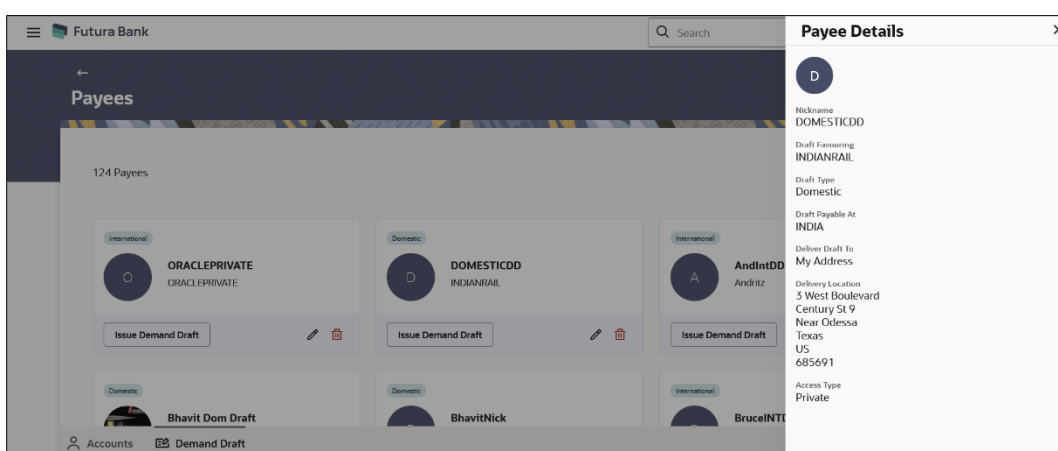 Futura Bank
Search
Payees
124 Payees
International
O
ORACLEPRIVATE
ORACLEPRIVATE
Issue Demand Draft
Domestic
D
DOMESTICDD
INDIANRAIL
Issue Demand Draft
International
A
AndIntDD
Andritz
Issue Demand Draft
Domestic
Bhavit Dom Draft
Domestic
BhavitNick
International
Accounts
Demand Draft
Payee Details
D
Nickname
DOMESTICDD
Draft Favouring
INDIANRAIL
Draft Type
Domestic
Draft Payable At
INDIA
Deliver Draft To
My Address
Delivery Location
3 West Boulevard
Century St 9
Near Odessa
Texas
US
685691
Access Type
Private